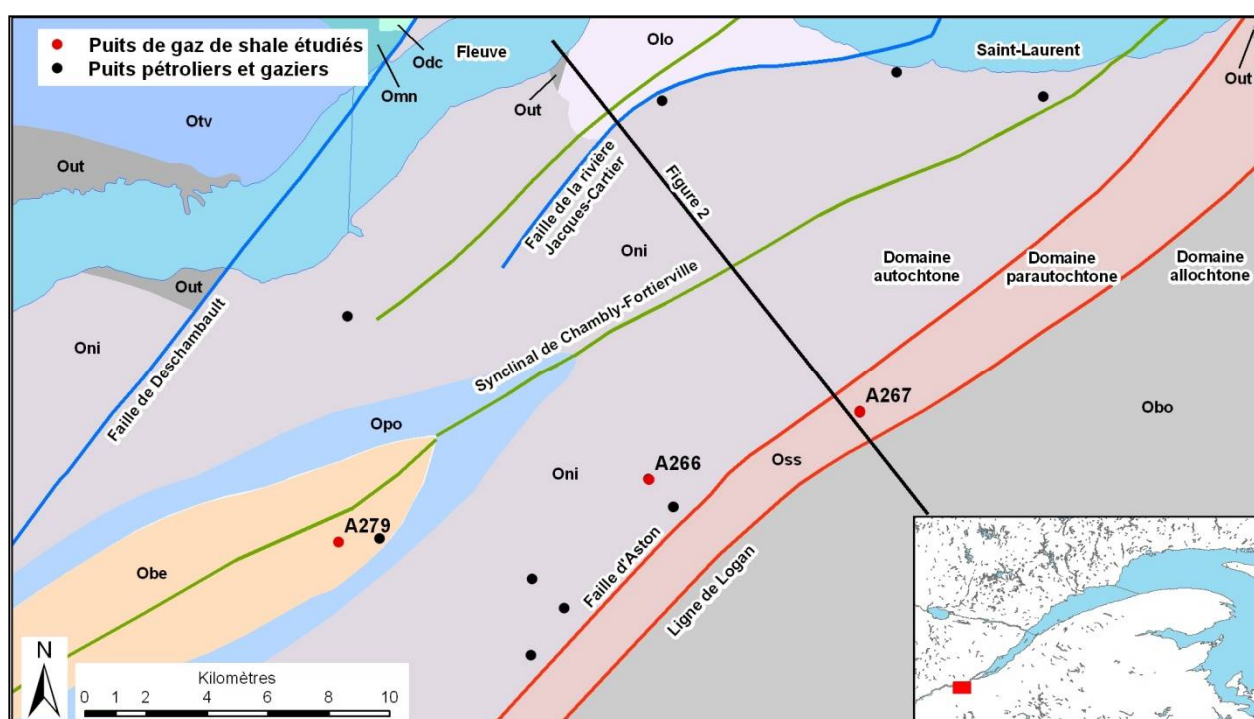 Puits de gaz de shale étudiés
Puits pétroliers et gaziers
Odc
Omn
Fleuve
Olo
Saint-Laurent
Out
Otv
Out
Out
Faille de la rivière
Jacques-Cartier
Figure 2
Oni
Domaine
autochtone
Domaine
parautochtone
Domaine
allochtone
Out
Oni
Faille de Deschambault
Synclinal de Chambly-Fortierville
A267
Obo
Opo
Oni
A266
Oss
A279
Obe
Faille d'Aston
Ligne de Logan
N
Kilomètres
0 1 2 4 6 8 10